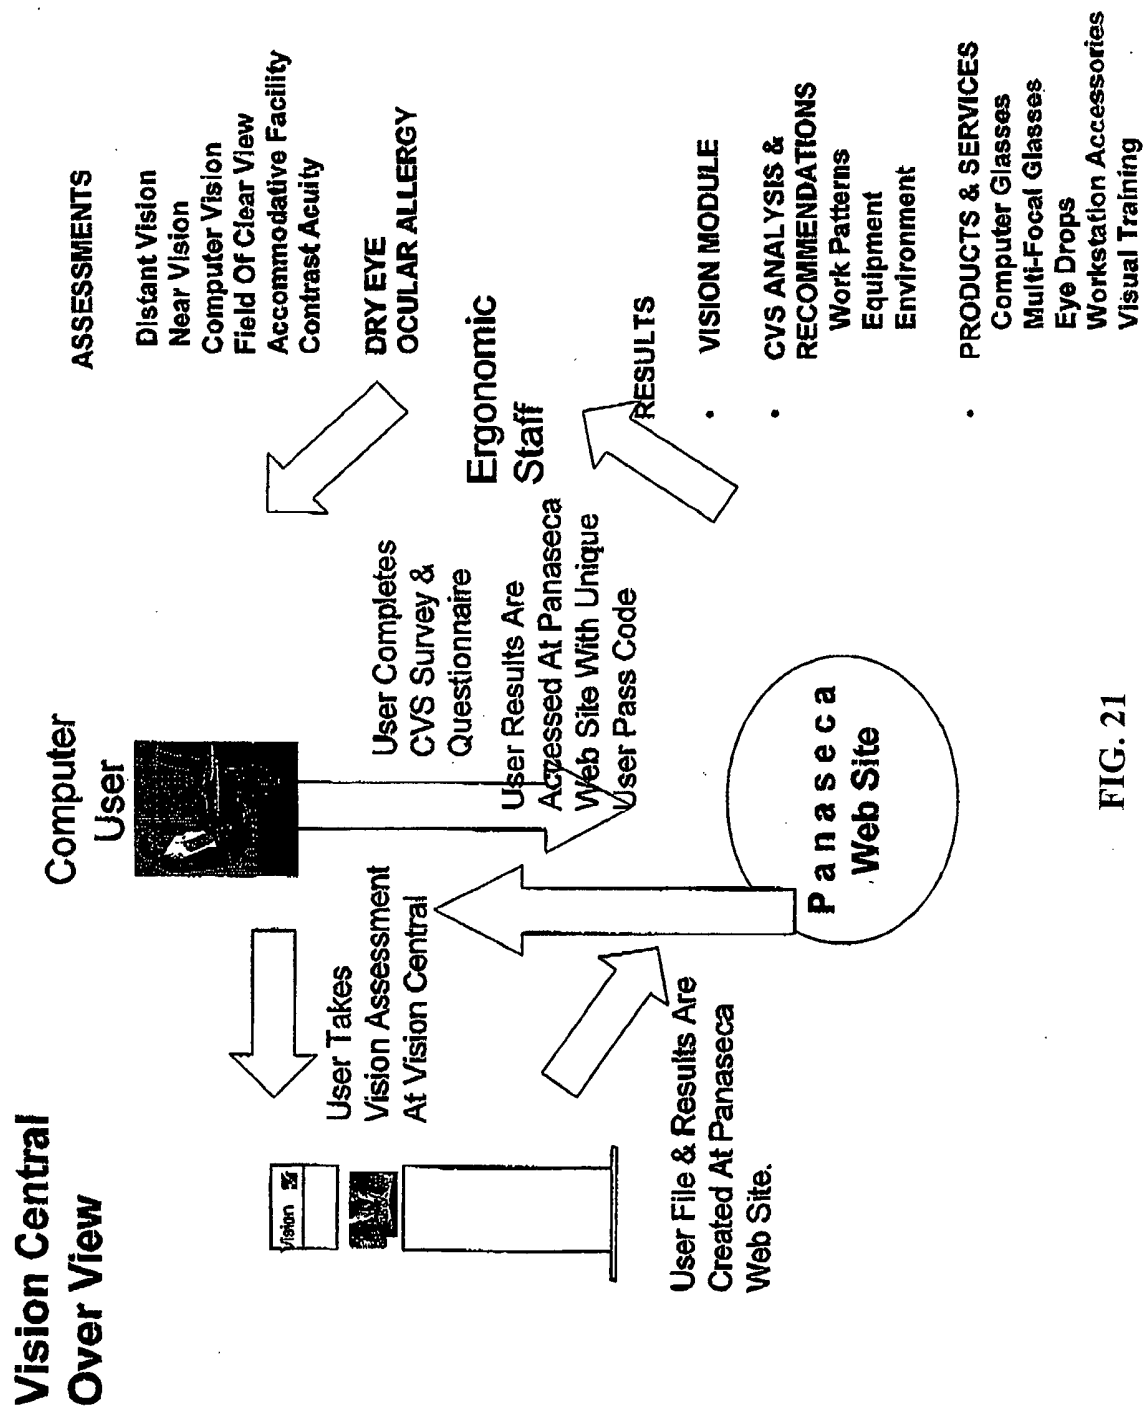 Vision Central
Over View
Computer
User
ASSESSMENTS
Distant Vision
Near Vision
Computer Vision
Field Of Clear View
Accommodative Facility
Contrast Acuity
DRY EYE
OCULAR ALLERGY
Vision
User Takes
Vision Assessment
At Vision Central
User Completes
CVS Survey &
Questionnaire
Ergonomic
Staff
User Results Are
Accessed At Panaseca
Web Site With Unique
User Pass Code
User File & Results Are
Created At Panaseca
Web Site.
Panaseca
Web Site
RESULTS
• VISION MODULE
• CVS ANALYSIS &
RECOMMENDATIONS
Work Patterns
Equipment
Environment
• PRODUCTS & SERVICES
Computer Glasses
Multi-Focal Glasses
Eye Drops
Workstation Accessories
Visual Training
FIG. 21